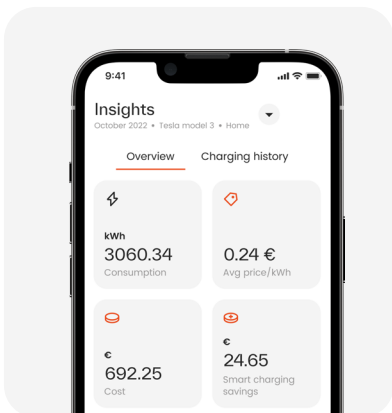 9:41
Insights
October 2022 • Tesla model 3 • Home
Overview Charging history
kWh
3060.34
Consumption
0.24 €
Avg price/kWh
€
692.25
Cost
€
24.65
Smart charging
savings